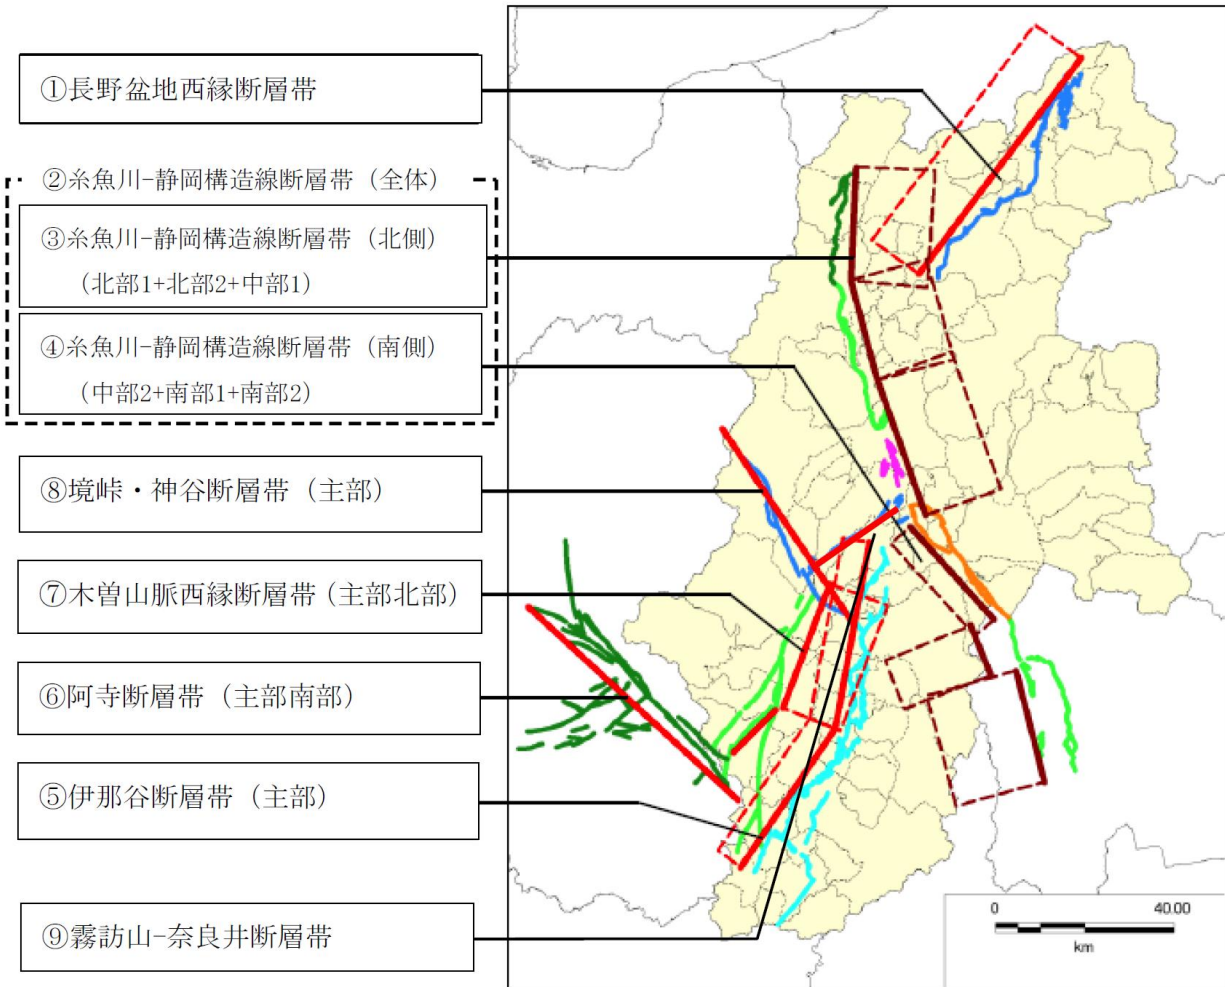 ①長野盆地西縁断層帯
②糸魚川-静岡構造線断層帯（全体）
③糸魚川-静岡構造線断層帯（北側）
（北部1+北部2+中部1）
④糸魚川-静岡構造線断層帯（南側）
（中部2+南部1+南部2）
⑧境峠・神谷断層帯（主部）
⑦木曽山脈西縁断層帯（主部北部）
⑥阿寺断層帯（主部南部）
⑤伊那谷断層帯（主部）
⑨霧訪山-奈良井断層帯
0 40.00
km